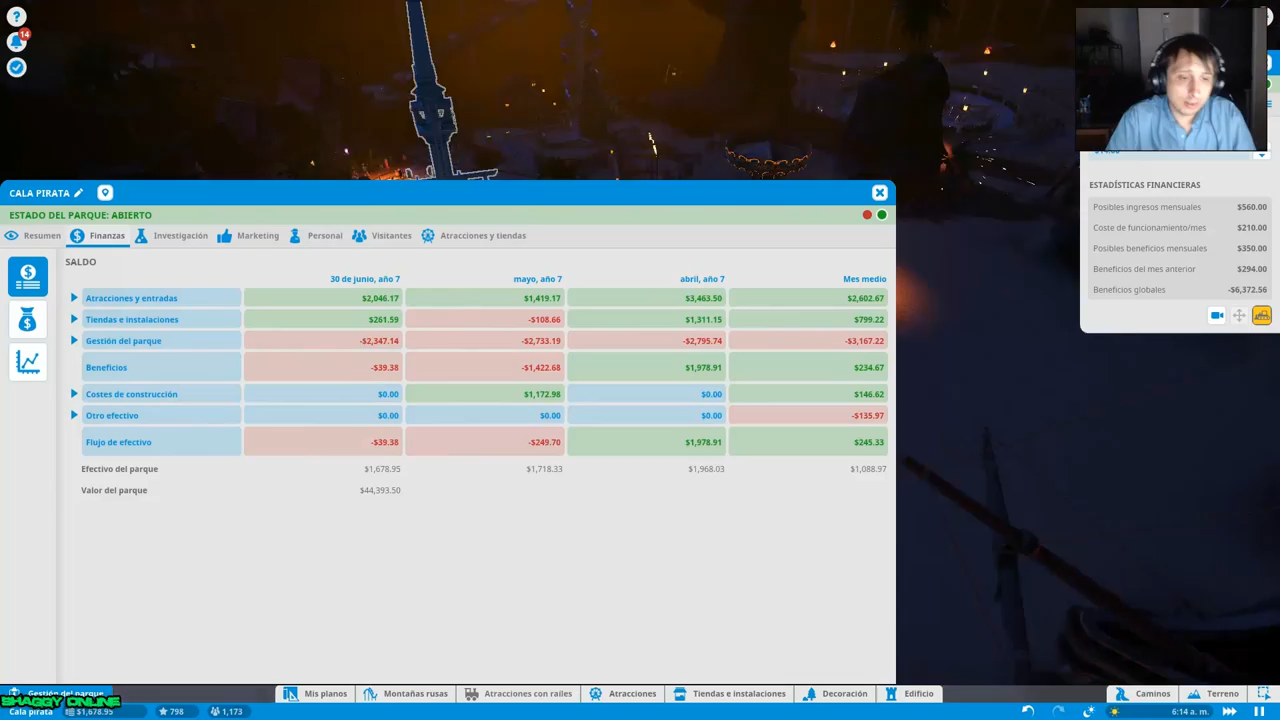 ?
14
CALA PIRATA
ESTADO DEL PARQUE: ABIERTO
Resumen Finanzas Investigación Marketing Personal Visitantes Atracciones y tiendas
SALDO
30 de junio, año 7 mayo, año 7 abril, año 7 Mes medio
Atracciones y entradas $2,046.17 $1,419.17 $3,463.50 $2,602.67
Tiendas e instalaciones $261.59 -$108.66 $1,311.15 $799.22
Gestión del parque -$2,347.14 -$2,733.19 -$2,795.74 -$3,167.22
Beneficios -$39.38 -$1,422.68 $1,978.91 $234.67
Costes de construcción $0.00 $1,172.98 $0.00 $146.62
Otro efectivo $0.00 $0.00 $0.00 -$135.97
Flujo de efectivo -$39.38 -$249.70 $1,978.91 $245.33
Efectivo del parque $1,678.95 $1,718.33 $1,968.03 $1,088.97
Valor del parque $44,393.50
ESTADÍSTICAS FINANCIERAS
Posibles ingresos mensuales $560.00
Coste de funcionamiento/mes $210.00
Posibles beneficios mensuales $350.00
Beneficios del mes anterior $294.00
Beneficios globales -$6,372.56
Gestión del parque
SHAGGY ONLINE
Mis planos Montañas rusas Atracciones con raíles Atracciones Tiendas e instalaciones Decoración Edificio Caminos Terreno
Cala pirata $1,678.95 798 1,173 6:14 a. m.